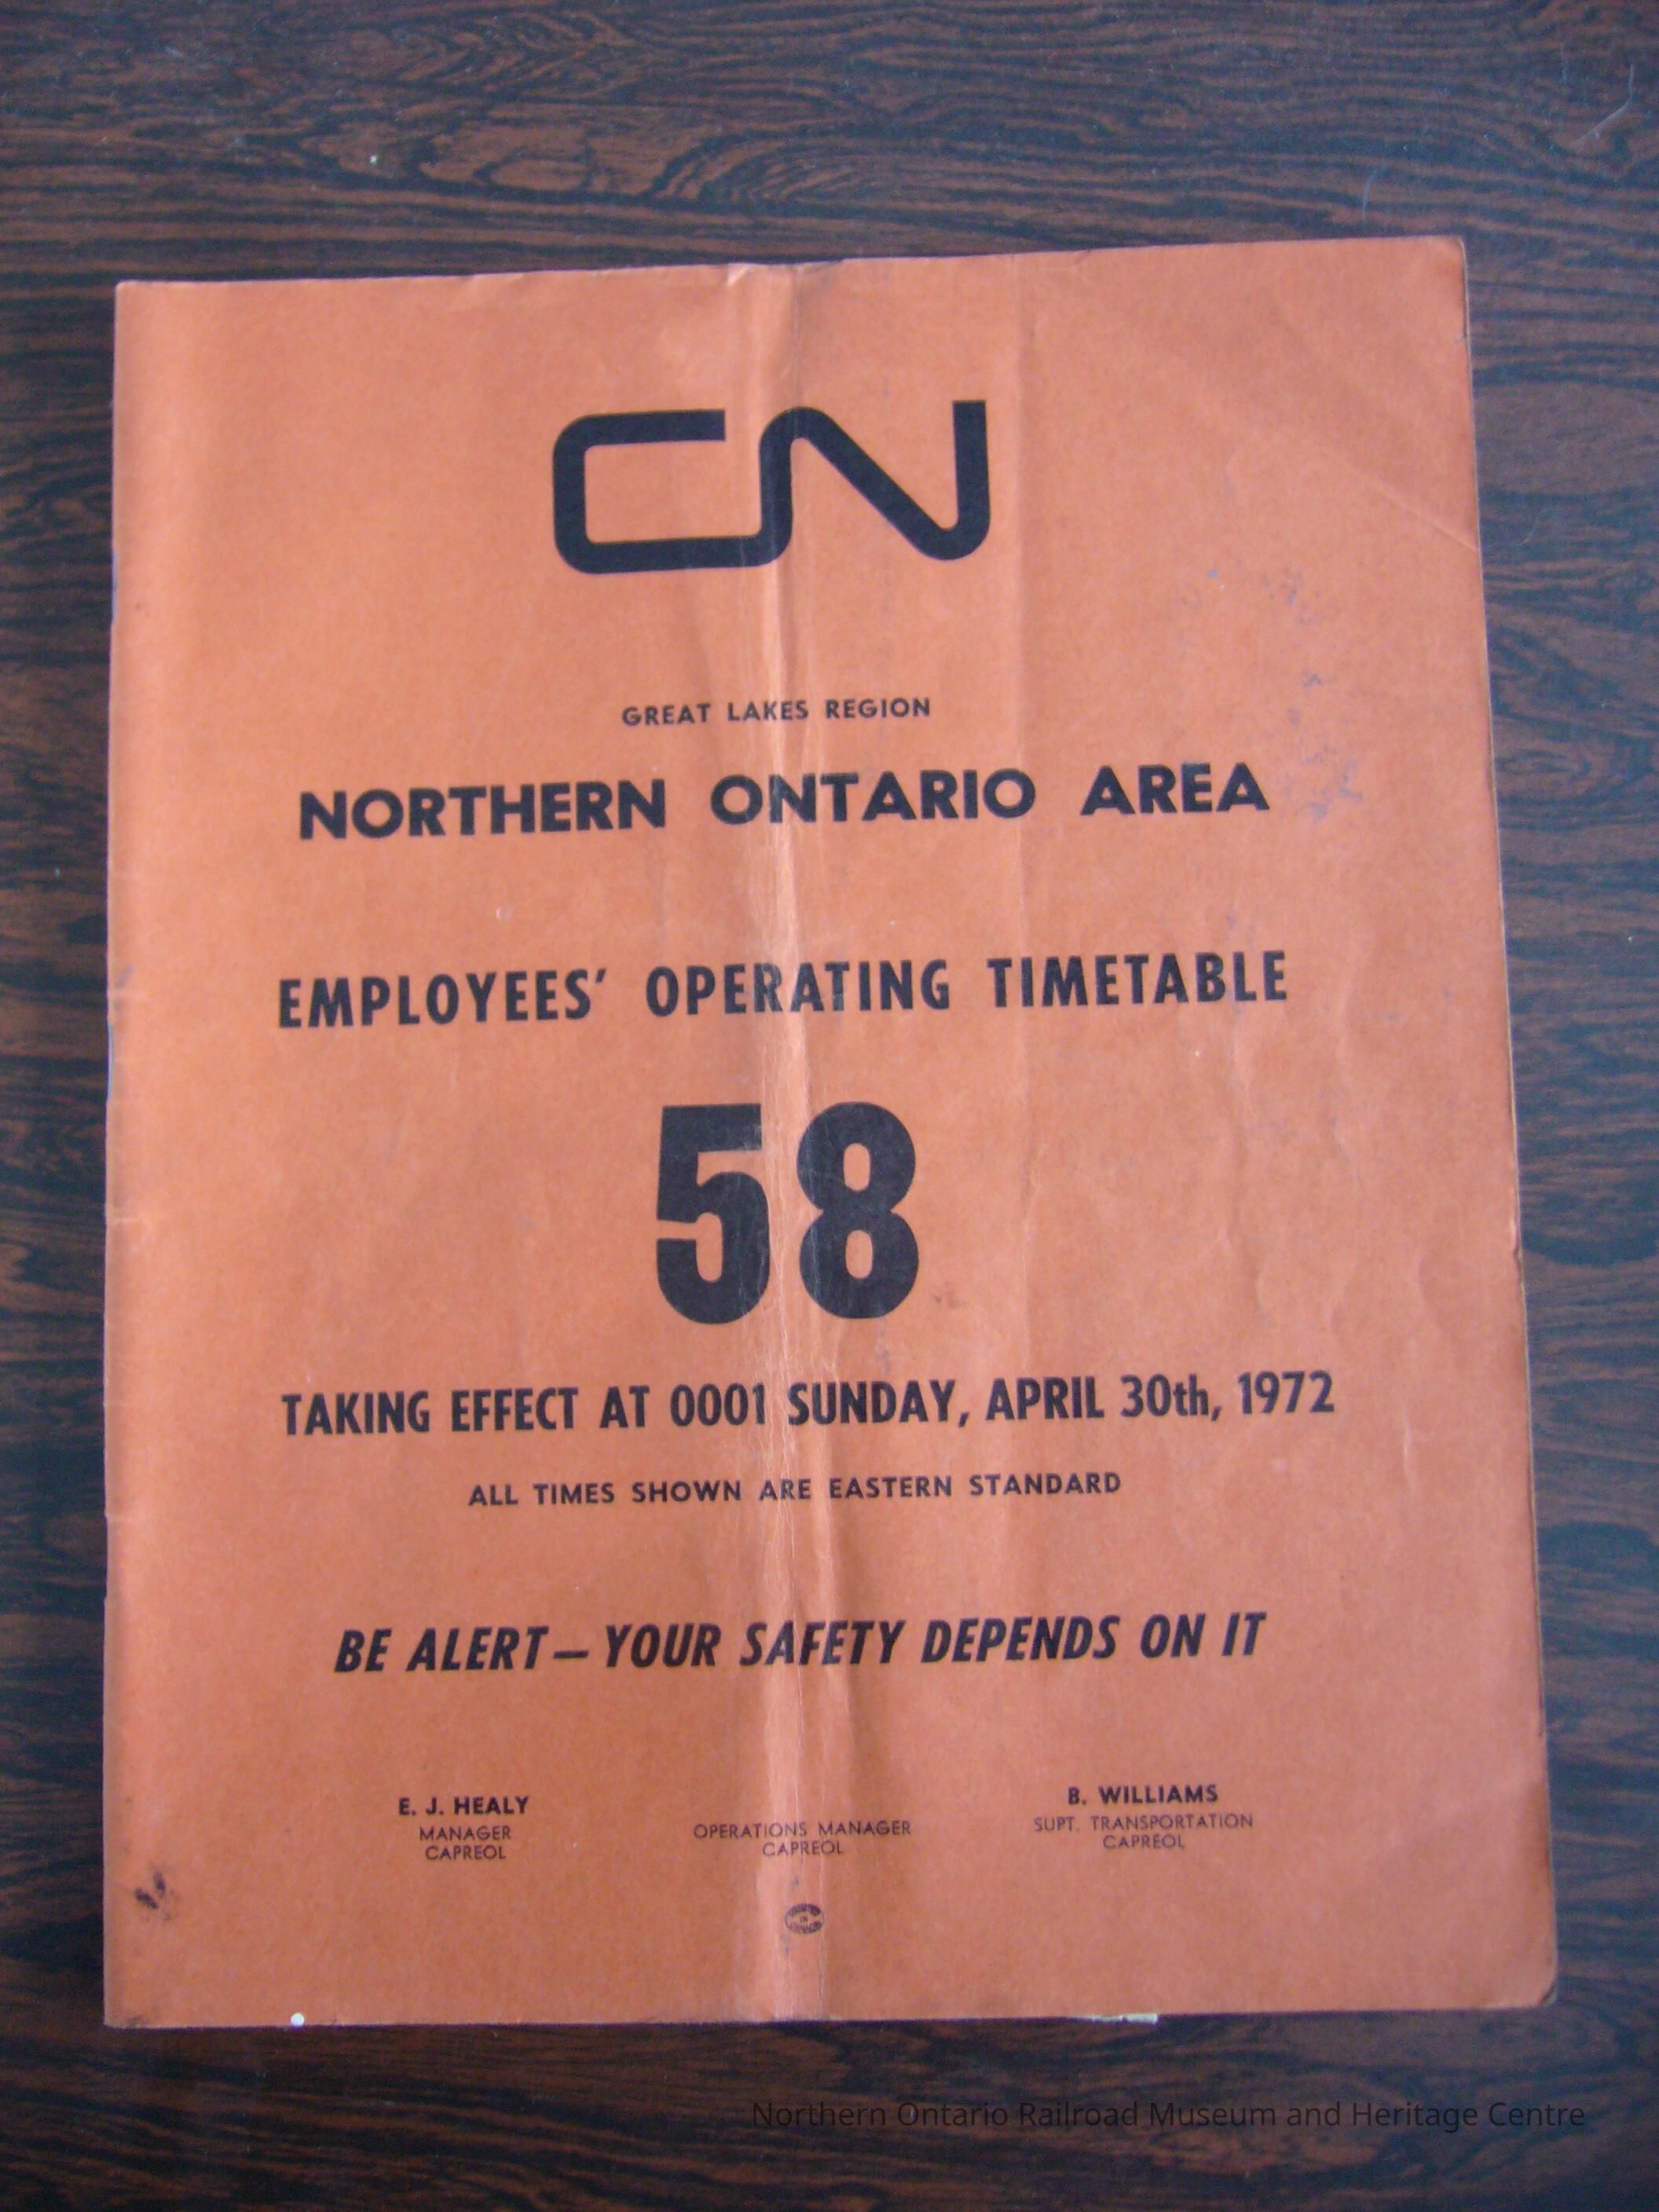 CN
GREAT LAKES REGION
NORTHERN ONTARIO AREA
EMPLOYEES' OPERATING TIMETABLE
58
TAKING EFFECT AT 0001 SUNDAY, APRIL 30th, 1972
ALL TIMES SHOWN ARE EASTERN STANDARD
BE ALERT — YOUR SAFETY DEPENDS ON IT
E. J. HEALY
MANAGER
CAPREOL
OPERATIONS MANAGER
CAPREOL
B. WILLIAMS
SUPT. TRANSPORTATION
CAPREOL
Northern Ontario Railroad Museum and Heritage Centre